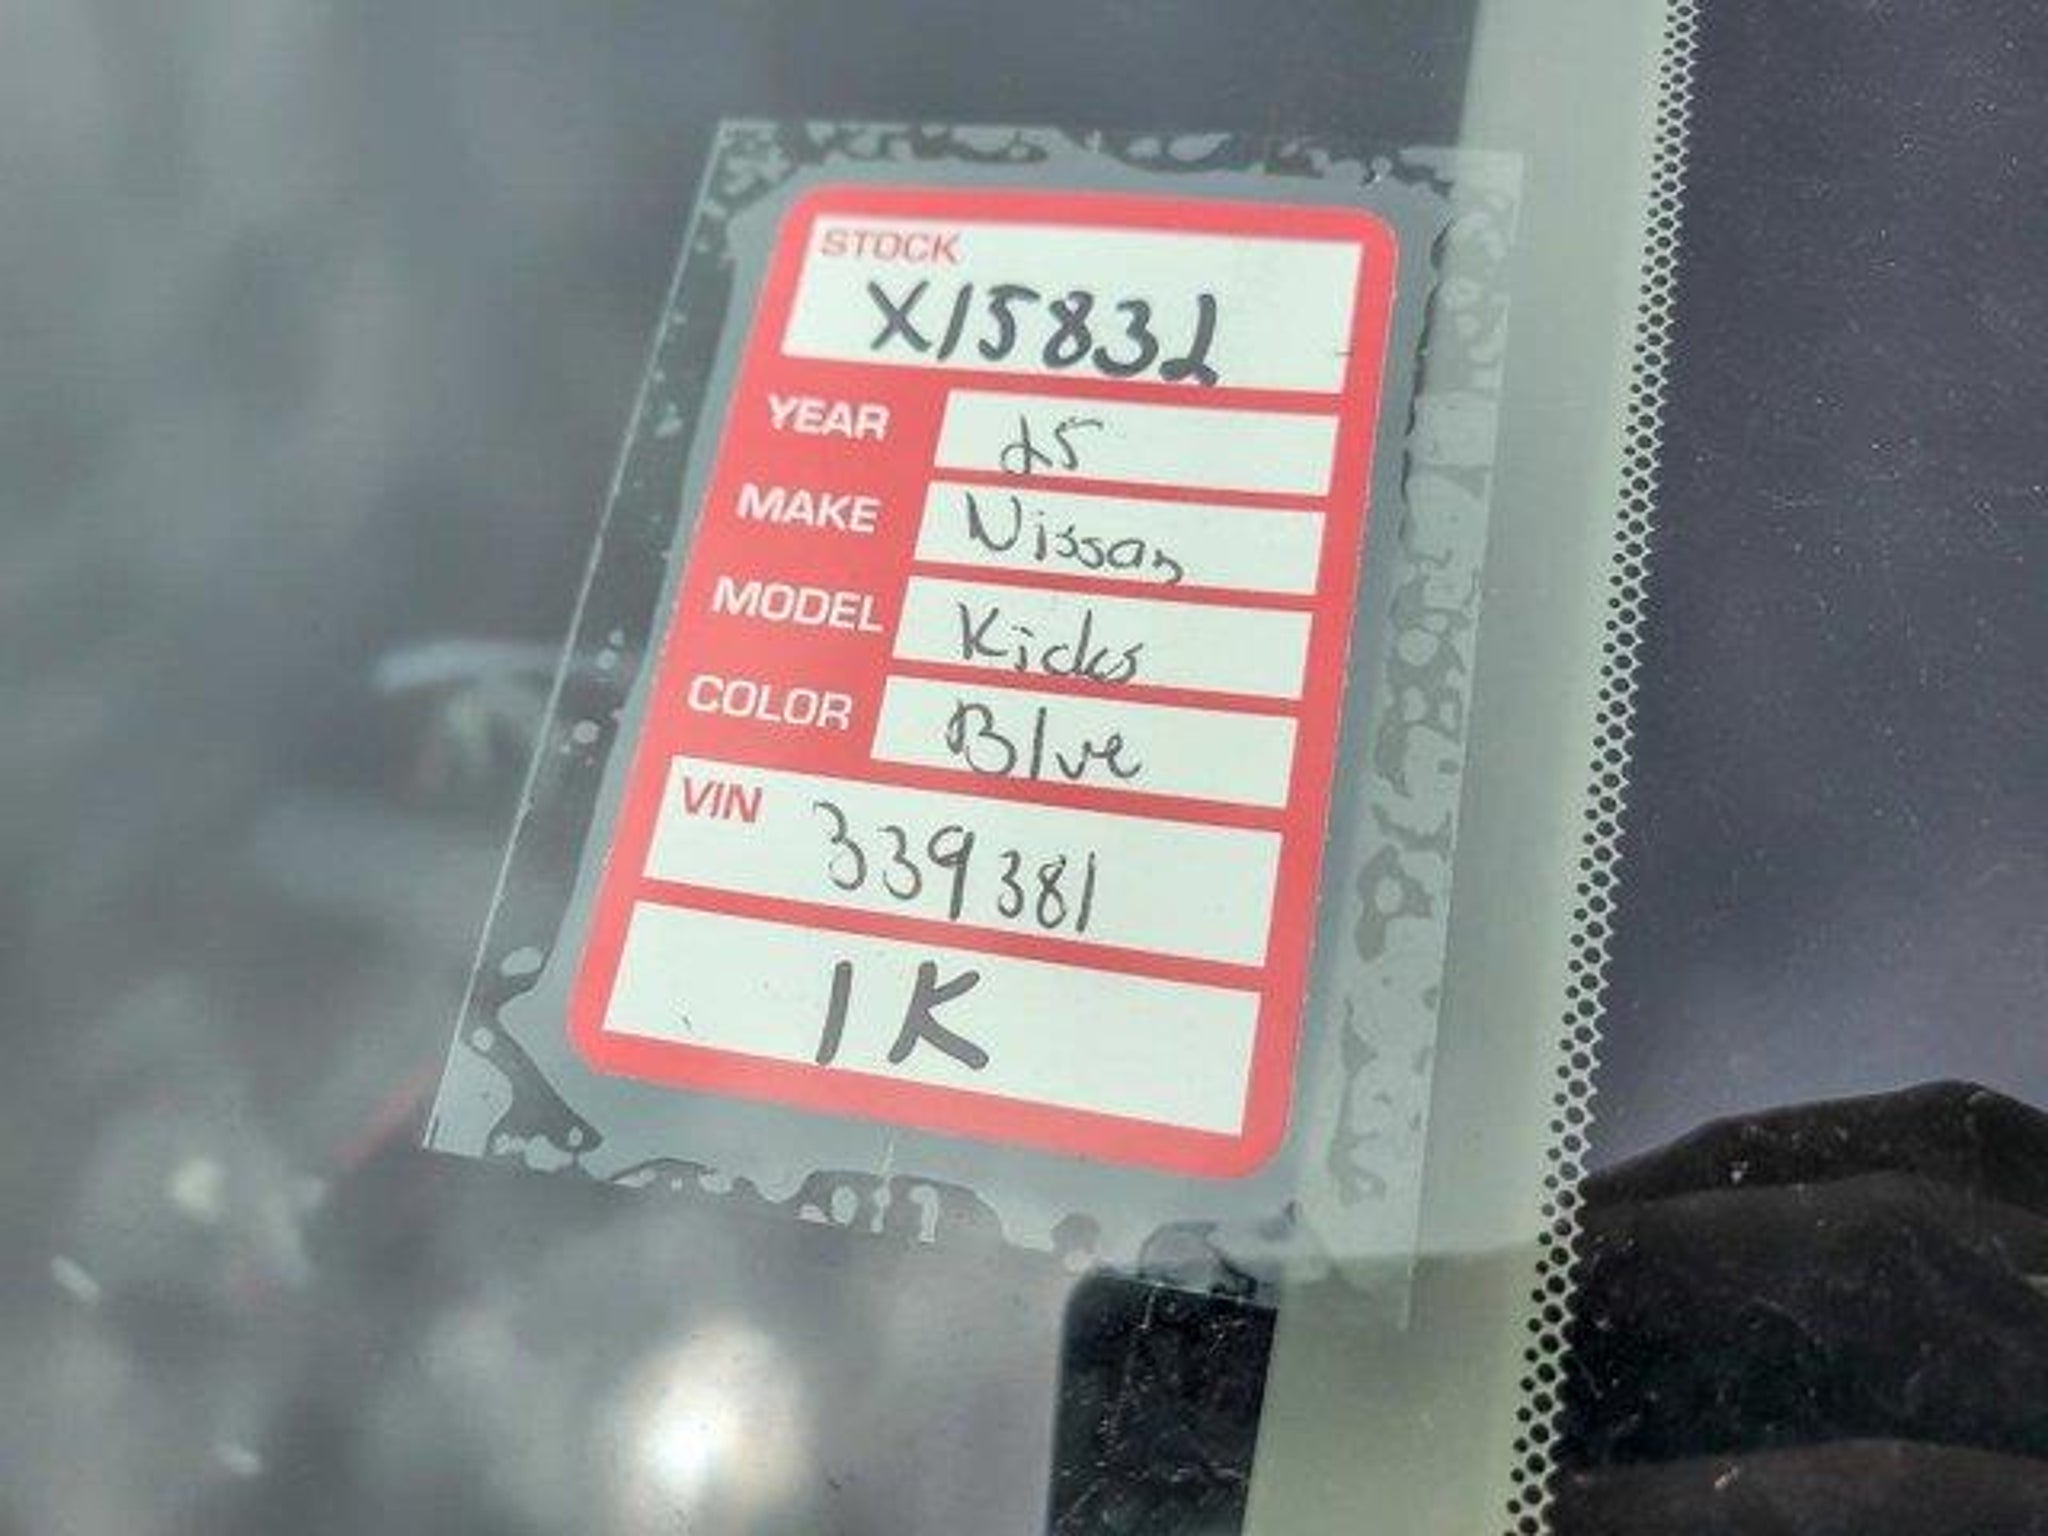 STOCK
X15832
YEAR 25
MAKE Nissan
MODEL Kicks
COLOR Blue
VIN 339381
1K